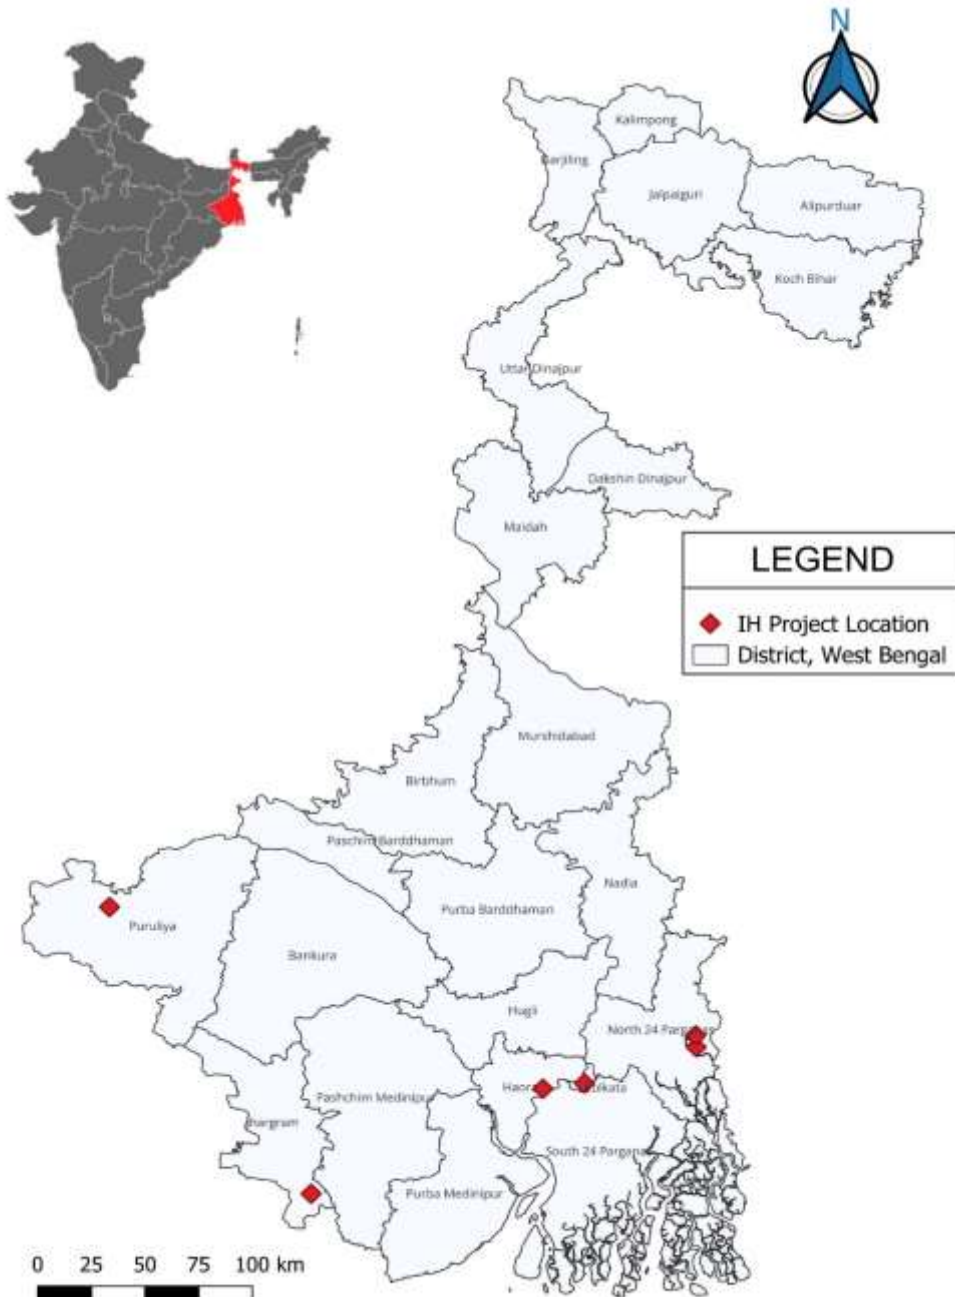 N
Kalimpong
Darjiling
Jalpaiguri
Alipurduar
Koch Bihar
Uttar Dinajpur
Dakshin Dinajpur
Maldah
LEGEND
IH Project Location
District, West Bengal
Murshidabad
Birbhum
Paschim Barddhaman
Nadia
Purba Barddhaman
Puruliya
Bankura
Hugli
North 24 Parganas
Haora
Kolkata
Pashchim Medinipur
Jhargram
South 24 Parganas
Purba Medinipur
0 25 50 75 100 km